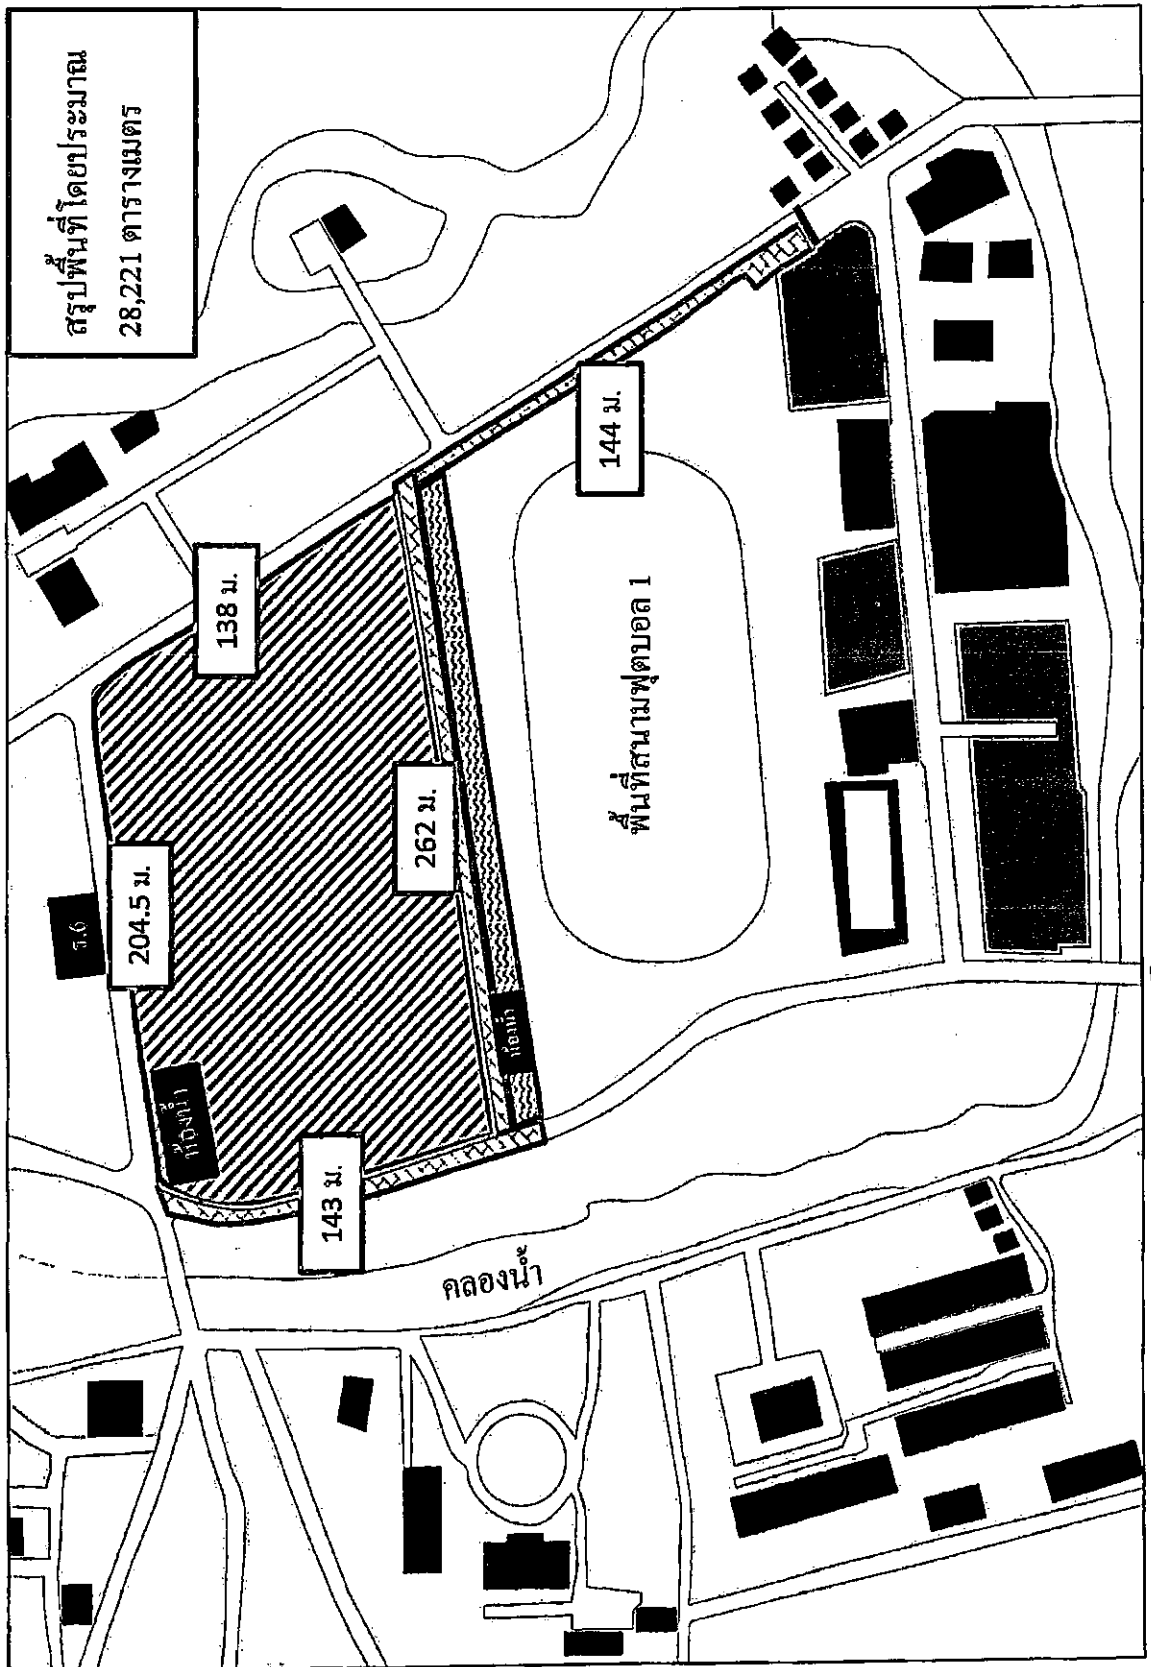 สรุปพื้นที่โดยประมาณ
28,221 ตารางเมตร
138 ม.
204.5 ม.
ร.6
ห้องน้ำ
143 ม.
262 ม.
ห้องน้ำ
144 ม.
พื้นที่สนามฟุตบอล 1
คลองน้ำ